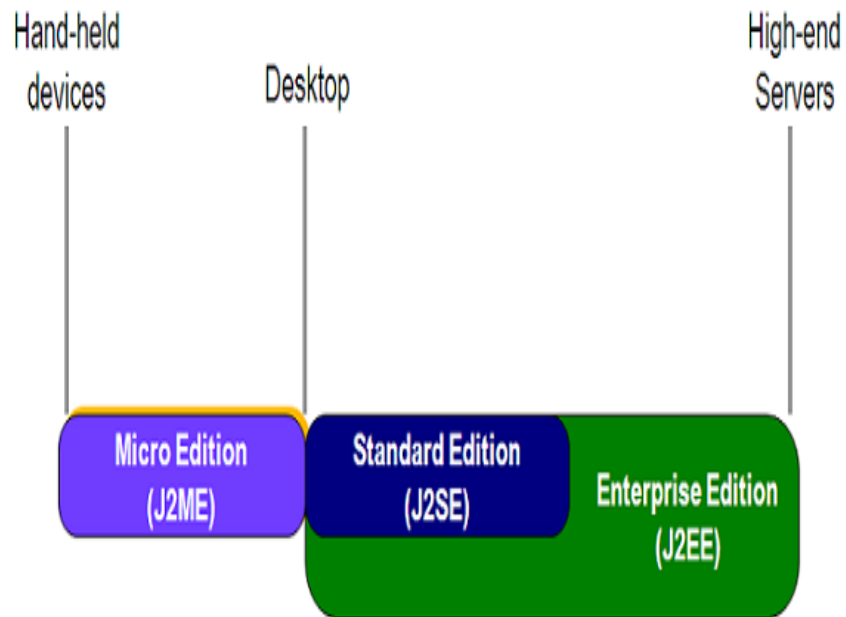 Hand-held
devices
Desktop
High-end
Servers
Micro Edition
(J2ME)
Standard Edition
(J2SE)
Enterprise Edition
(J2EE)